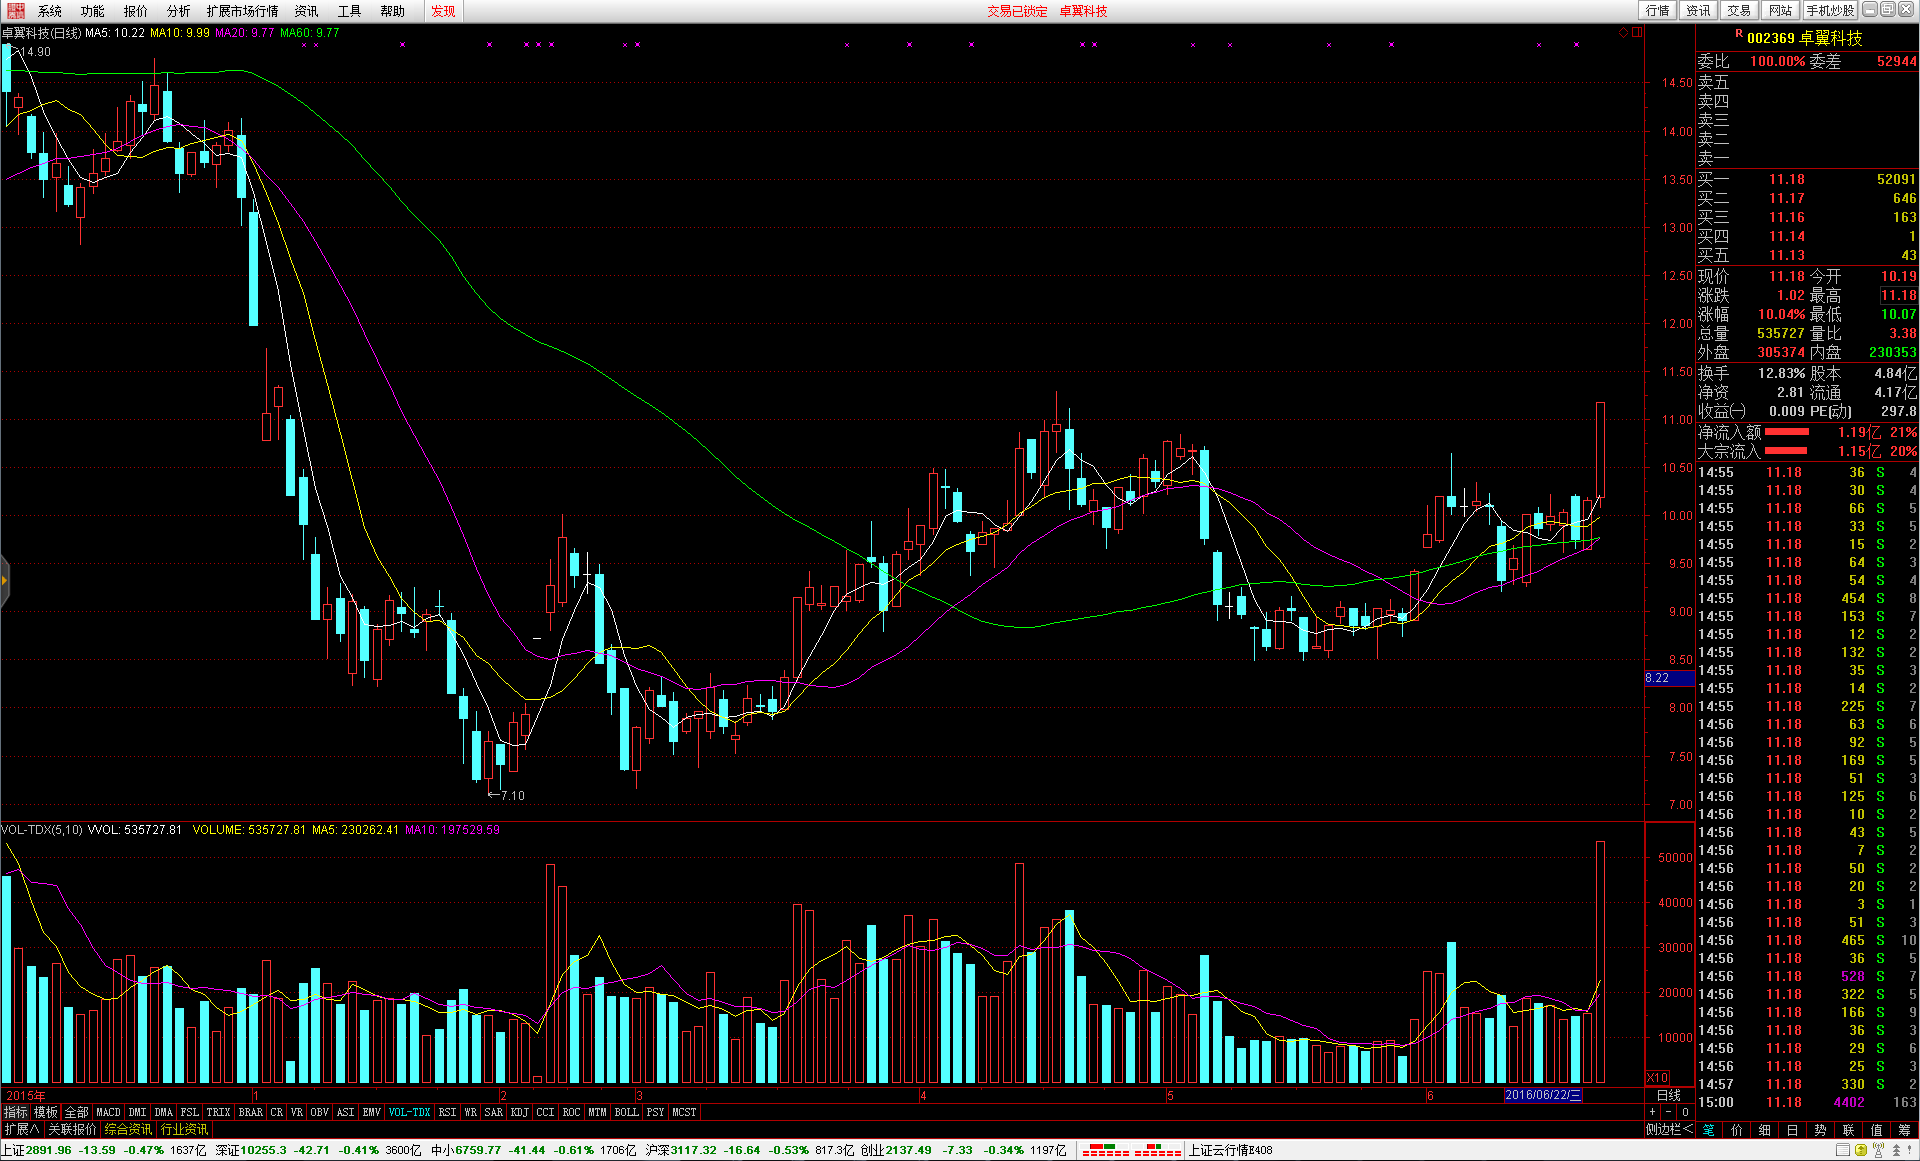 系统 功能 报价 分析 扩展市场行情 资讯 工具 帮助 发现 交易已锁定 卓翼科技 行情 资讯 交易 网站 手机炒股
卓翼科技(日线) MA5: 10.22 MA10: 9.99 MA20: 9.77 MA60: 9.77
14.90
7.10
14.50
14.00
13.50
13.00
12.50
12.00
11.50
11.00
10.50
10.00
9.50
9.00
8.50
8.22
8.00
7.50
7.00
VOL-TDX(5,10) VVOL: 535727.81 VOLUME: 535727.81 MA5: 230262.41 MA10: 197529.59
50000
40000
30000
20000
10000
X10
2015年 1 2 3 4 5 6 2016/06/22/三 日线
指标 模板 全部 MACD DMI DMA FSL TRIX BRAR CR VR OBV ASI EMV VOL-TDX RSI WR SAR KDJ CCI ROC MTM BOLL PSY MCST + - 0
扩展∧ 关联报价 综合资讯 行业资讯 侧边栏< 笔 价 细 日 势 联 值 筹
R 002369 卓翼科技
委比 100.00% 委差 52944
卖五
卖四
卖三
卖二
卖一
买一 11.18 52091
买二 11.17 646
买三 11.16 163
买四 11.14 1
买五 11.13 43
现价 11.18 今开 10.19
涨跌 1.02 最高 11.18
涨幅 10.04% 最低 10.07
总量 535727 量比 3.38
外盘 305374 内盘 230353
换手 12.83% 股本 4.84亿
净资 2.81 流通 4.17亿
收益㈠ 0.009 PE(动) 297.8
净流入额 1.19亿 21%
大宗流入 1.15亿 20%
14:55 11.18 36 S 4
14:55 11.18 30 S 4
14:55 11.18 66 S 5
14:55 11.18 33 S 5
14:55 11.18 15 S 2
14:55 11.18 64 S 3
14:55 11.18 54 S 4
14:55 11.18 454 S 8
14:55 11.18 153 S 7
14:55 11.18 12 S 2
14:55 11.18 132 S 2
14:55 11.18 35 S 3
14:55 11.18 14 S 2
14:55 11.18 225 S 7
14:56 11.18 63 S 6
14:56 11.18 92 S 5
14:56 11.18 169 S 5
14:56 11.18 51 S 3
14:56 11.18 125 S 6
14:56 11.18 10 S 2
14:56 11.18 43 S 5
14:56 11.18 7 S 2
14:56 11.18 50 S 2
14:56 11.18 20 S 2
14:56 11.18 3 S 1
14:56 11.18 51 S 3
14:56 11.18 465 S 10
14:56 11.18 36 S 5
14:56 11.18 528 S 7
14:56 11.18 322 S 5
14:56 11.18 166 S 9
14:56 11.18 36 S 3
14:56 11.18 29 S 6
14:56 11.18 25 S 3
14:57 11.18 330 S 2
15:00 11.18 4402 163
上证2891.96 -13.59 -0.47% 1637亿 深证10255.3 -42.71 -0.41% 3600亿 中小6759.77 -41.44 -0.61% 1706亿 沪深3117.32 -16.64 -0.53% 817.3亿 创业2137.49 -7.33 -0.34% 1197亿 上证云行情E408